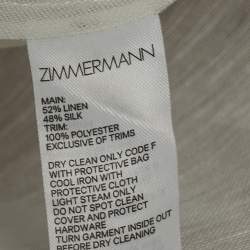 ZIMMERMANN
MAIN:
52% LINEN
48% SILK
TRIM:
100% POLYESTER
EXCLUSIVE OF TRIMS
DRY CLEAN ONLY CODE F
WITH PROTECTIVE BAG
COOL IRON WITH
PROTECTIVE CLOTH
LIGHT STEAM ONLY
DO NOT SPOT CLEAN
COVER AND PROTECT
HARDWARE
TURN GARMENT INSIDE OUT
BEFORE DRY CLEANING